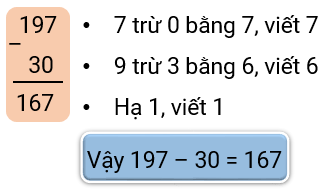 197
–
30
167
• 7 trừ 0 bằng 7, viết 7
• 9 trừ 3 bằng 6, viết 6
• Hạ 1, viết 1
Vậy 197 – 30 = 167